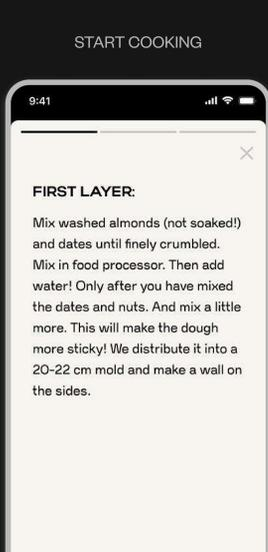 START COOKING
9:41
FIRST LAYER:
Mix washed almonds (not soaked!)
and dates until finely crumbled.
Mix in food processor. Then add
water! Only after you have mixed
the dates and nuts. And mix a little
more. This will make the dough
more sticky! We distribute it into a
20-22 cm mold and make a wall on
the sides.